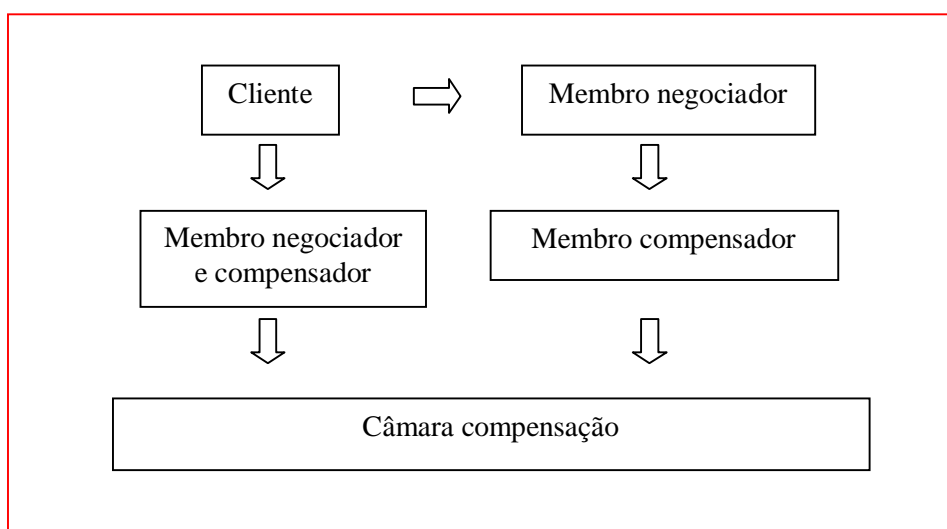 Cliente
Membro negociador
Membro negociador
e compensador
Membro compensador
Câmara compensação